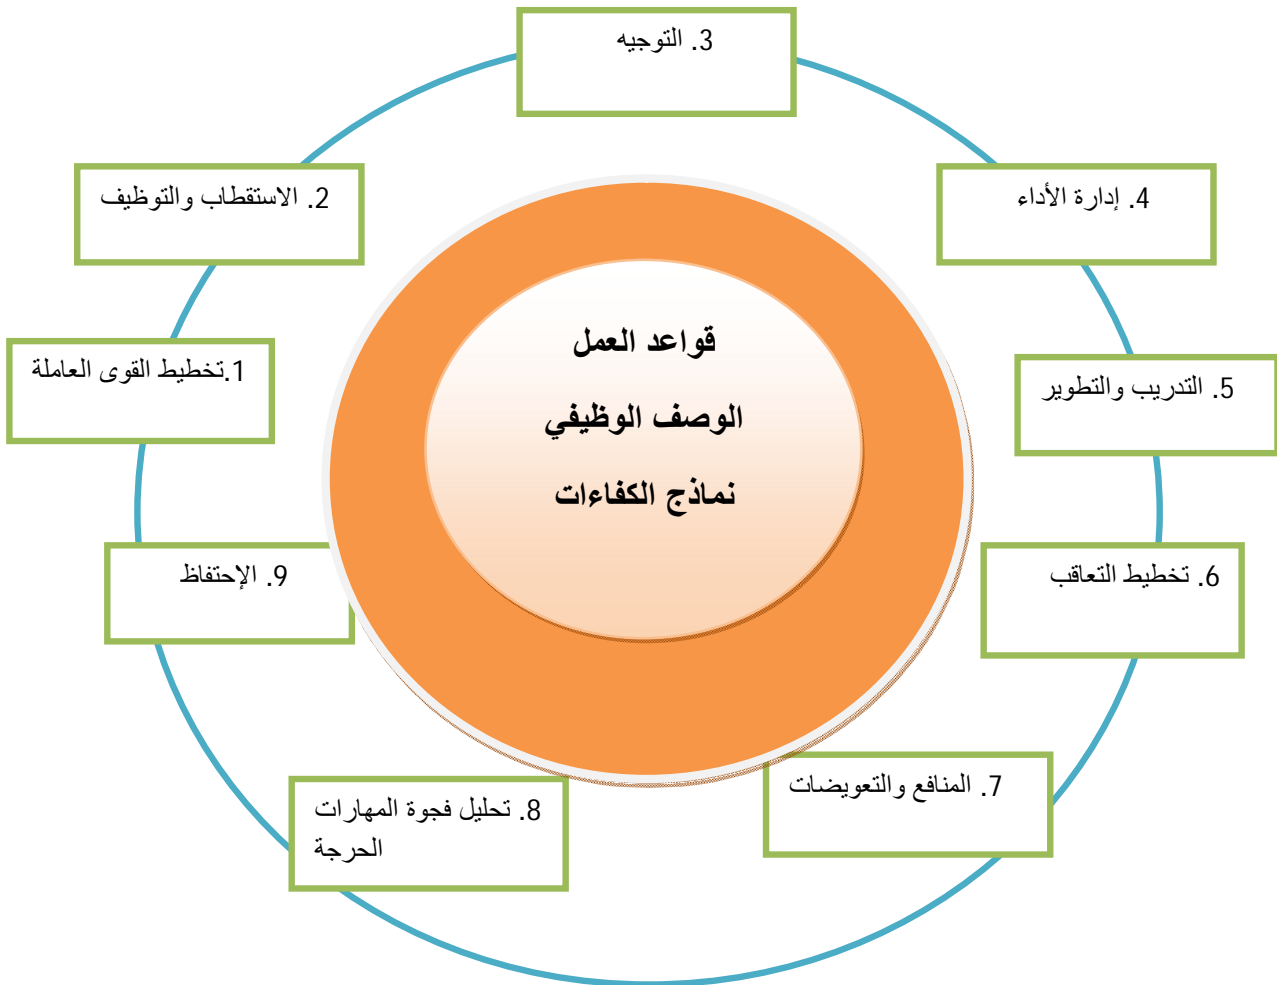 3. التوجيه
2. الاستقطاب والتوظيف
4. إدارة الأداء
قواعد العمل
الوصف الوظيفي
نماذج الكفاءات
1.تخطيط القوى العاملة
5. التدريب والتطوير
9. الإحتفاظ
6. تخطيط التعاقب
7. المنافع والتعويضات
8. تحليل فجوة المهارات
الحرجة